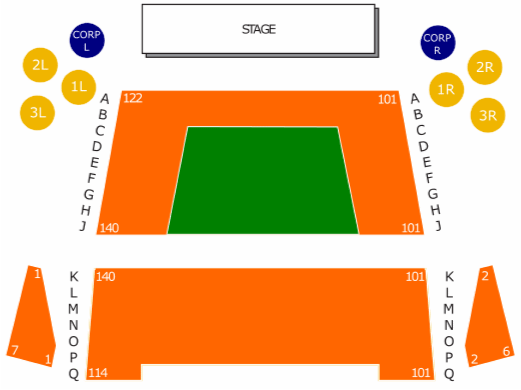 STAGE
CORP
L
CORP
R
2L
1L
3L
2R
1R
3R
122 101
A A
B B
C C
D D
E E
F F
G G
H H
J 140 101 J
1 K 140 101 K 2
L L
M M
N N
O O
7 1 P P 2 6
Q 114 101 Q